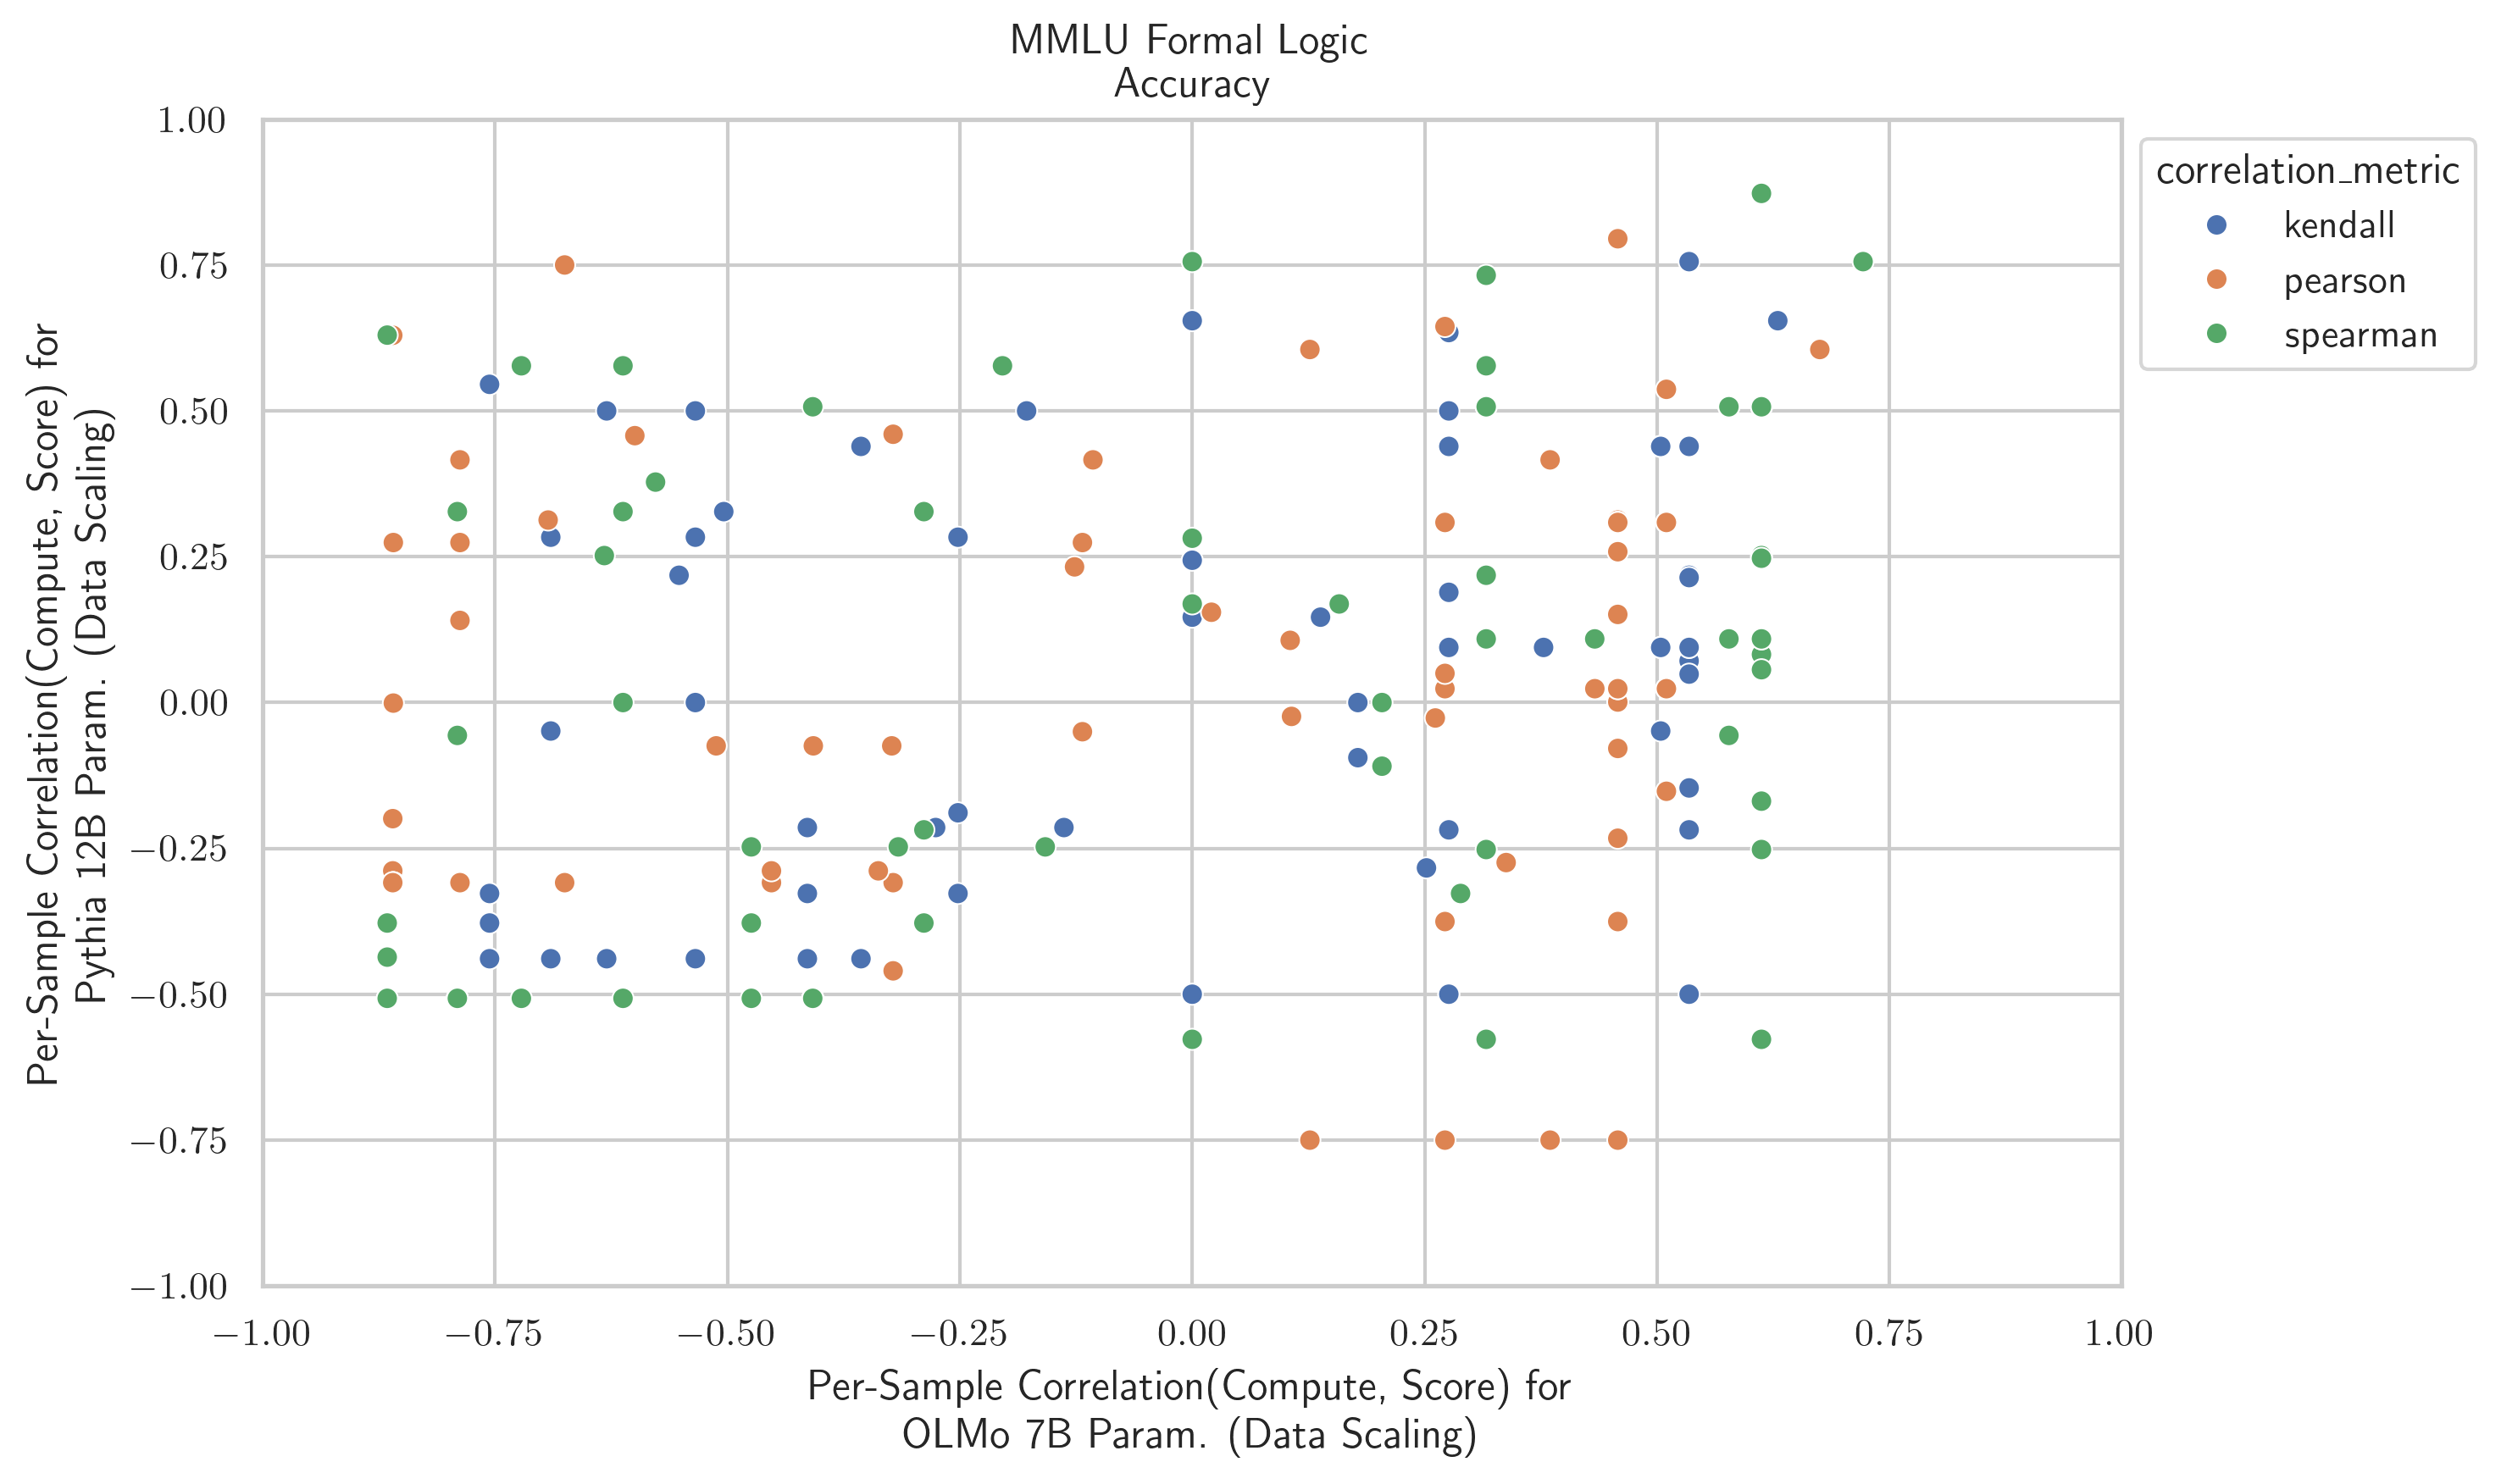 MMLU Formal Logic
Accuracy
1.00
0.75
0.50
0.25
0.00
−0.25
−0.50
−0.75
−1.00
Per-Sample Correlation(Compute, Score) for
Pythia 12B Param. (Data Scaling)
correlation_metric
kendall
pearson
spearman
−1.00 −0.75 −0.50 −0.25 0.00 0.25 0.50 0.75 1.00
Per-Sample Correlation(Compute, Score) for
OLMo 7B Param. (Data Scaling)